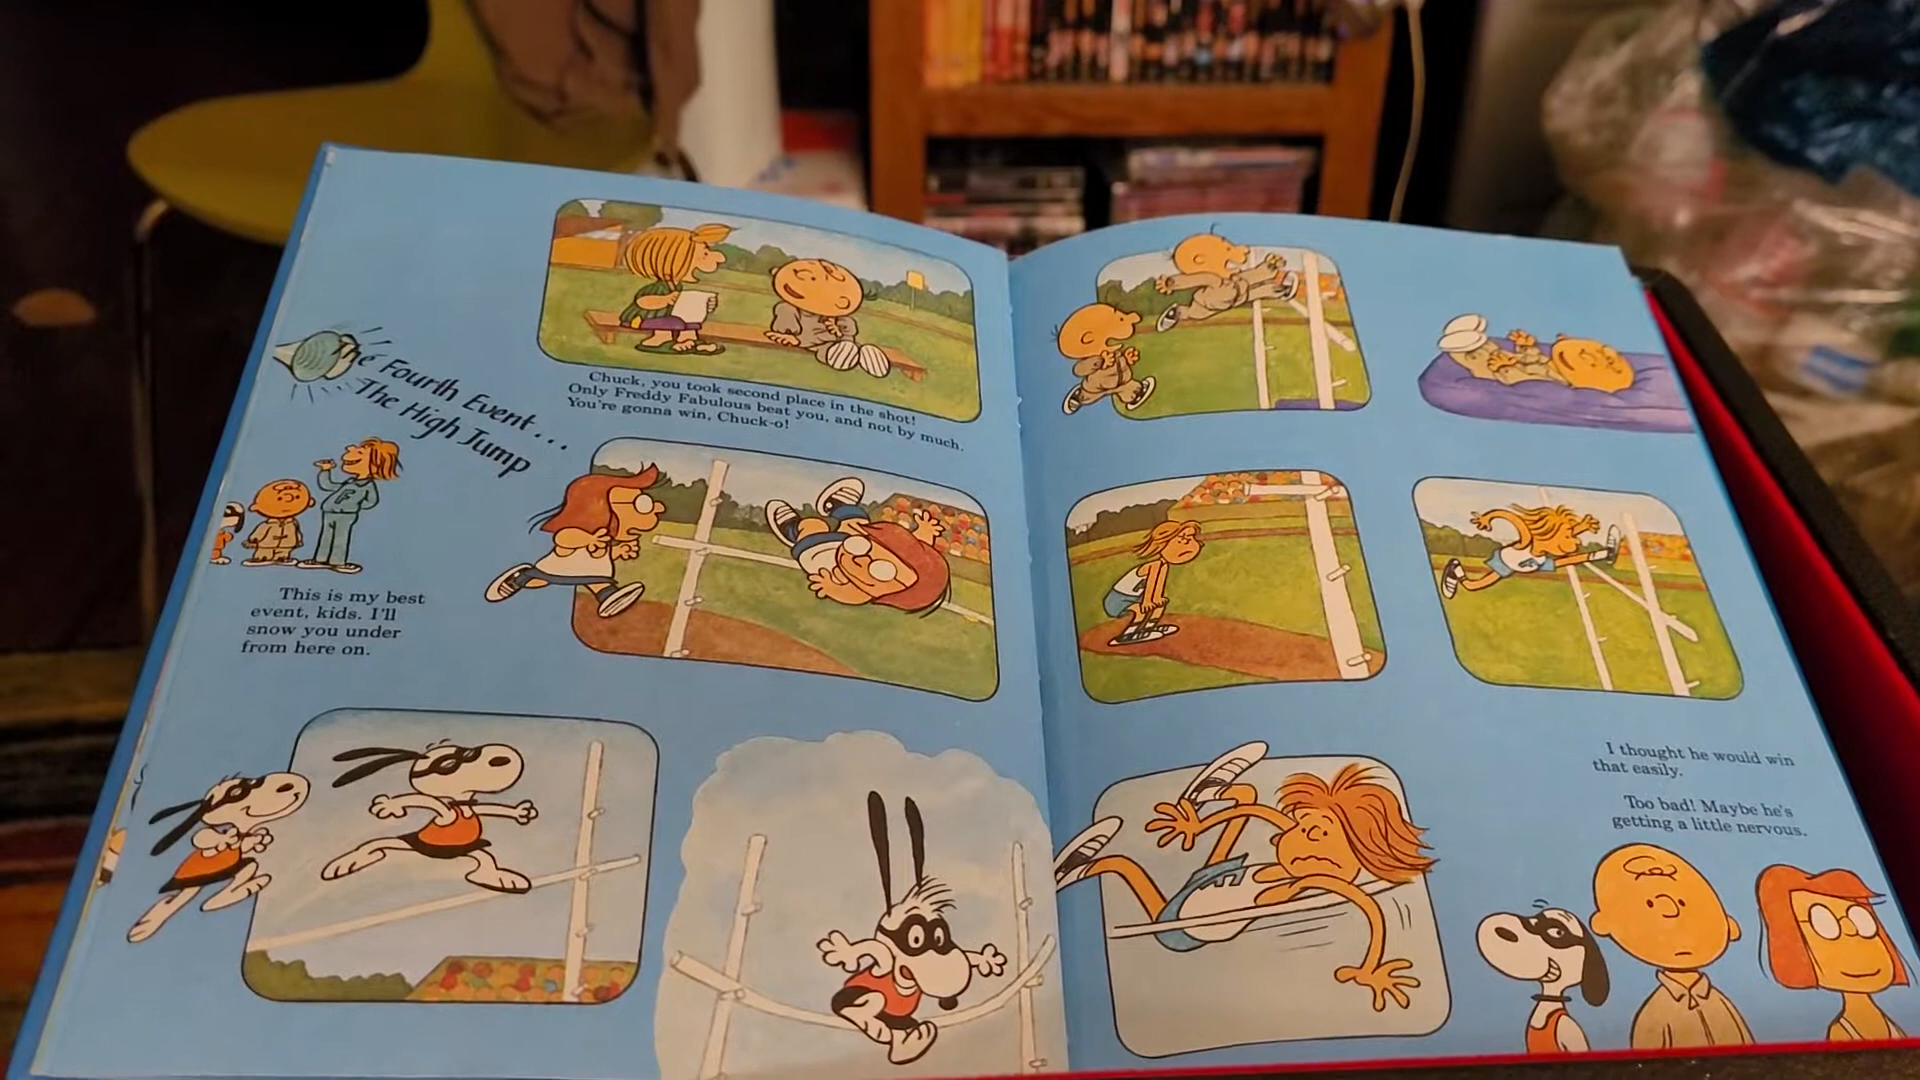 The Fourth Event...
The High Jump
Chuck, you took second place in the shot!
Only Freddy Fabulous beat you, and not by much.
You're gonna win, Chuck-o!
This is my best
event, kids. I'll
snow you under
from here on.
I thought he would win
that easily.
Too bad! Maybe he's
getting a little nervous.
F
F